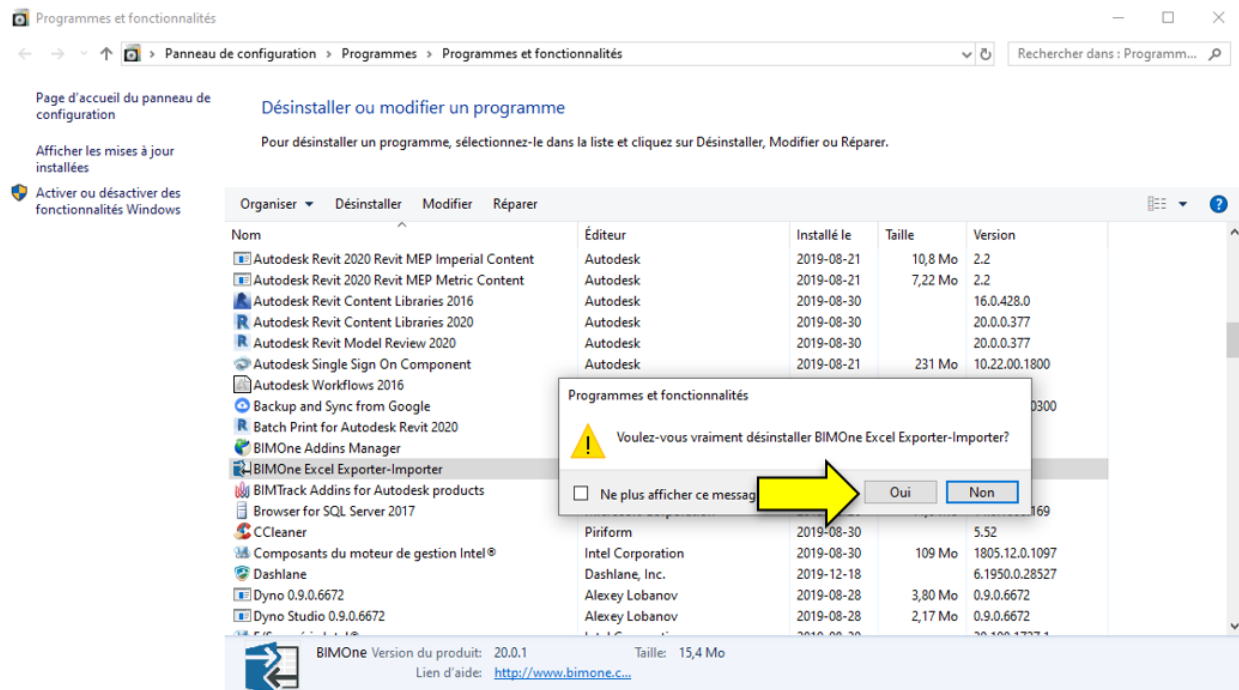 Programmes et fonctionnalités
Panneau de configuration > Programmes > Programmes et fonctionnalités
Rechercher dans : Programm...
Page d'accueil du panneau de
configuration
Afficher les mises à jour
installées
Activer ou désactiver des
fonctionnalités Windows
Désinstaller ou modifier un programme
Pour désinstaller un programme, sélectionnez-le dans la liste et cliquez sur Désinstaller, Modifier ou Réparer.
Organiser Désinstaller Modifier Réparer
Nom Éditeur Installé le Taille Version
Autodesk Revit 2020 Revit MEP Imperial Content Autodesk 2019-08-21 10,8 Mo 2.2
Autodesk Revit 2020 Revit MEP Metric Content Autodesk 2019-08-21 7,22 Mo 2.2
Autodesk Revit Content Libraries 2016 Autodesk 2019-08-30 16.0.428.0
Autodesk Revit Content Libraries 2020 Autodesk 2019-08-30 20.0.0.377
Autodesk Revit Model Review 2020 Autodesk 2019-08-30 20.0.0.377
Autodesk Single Sign On Component Autodesk 2019-08-21 231 Mo 10.22.00.1800
Autodesk Workflows 2016
Backup and Sync from Google 0300
Batch Print for Autodesk Revit 2020
BIMOne Addins Manager
BIMOne Excel Exporter-Importer
BIMTrack Addins for Autodesk products
Browser for SQL Server 2017 169
CCleaner Piriform 2019-08-30 5.52
Composants du moteur de gestion Intel® Intel Corporation 2019-08-30 109 Mo 1805.12.0.1097
Dashlane Dashlane, Inc. 2019-12-18 6.1950.0.28527
Dyno 0.9.0.6672 Alexey Lobanov 2019-08-28 3,80 Mo 0.9.0.6672
Dyno Studio 0.9.0.6672 Alexey Lobanov 2019-08-28 2,17 Mo 0.9.0.6672
Programmes et fonctionnalités
Voulez-vous vraiment désinstaller BIMOne Excel Exporter-Importer?
Ne plus afficher ce messag
Oui Non
BIMOne Version du produit: 20.0.1 Taille: 15,4 Mo
Lien d'aide: http://www.bimone.c...